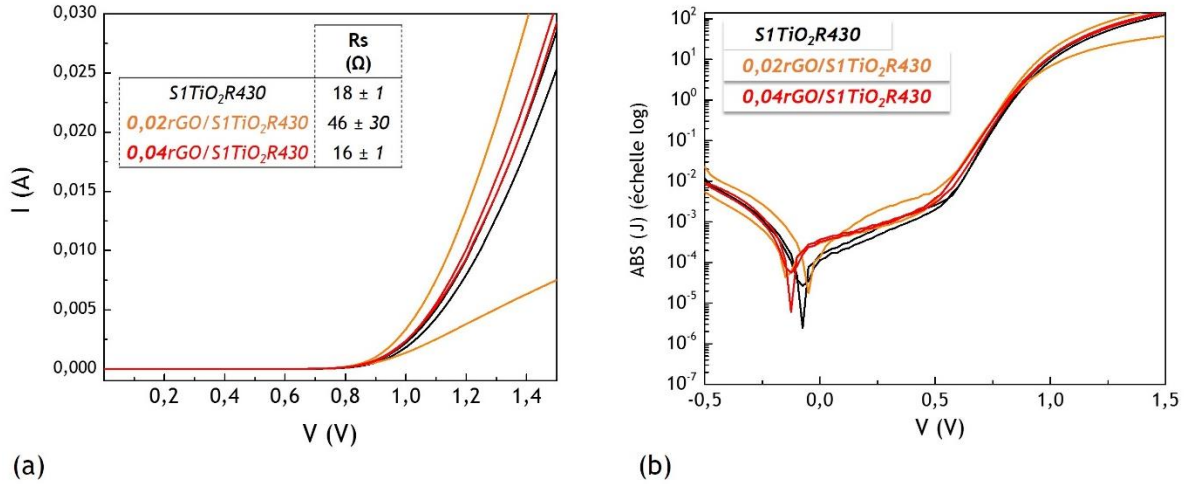 0,030
0,025
0,020
0,015
0,010
0,005
0,000
I (A)
Rs
(Ω)
S1TiO₂R430 18 ± 1
0,02rGO/S1TiO₂R430 46 ± 30
0,04rGO/S1TiO₂R430 16 ± 1
0,2 0,4 0,6 0,8 1,0 1,2 1,4
V (V)
(a)
10²
10¹
10⁰
10⁻¹
10⁻²
10⁻³
10⁻⁴
10⁻⁵
10⁻⁶
10⁻⁷
ABS (J) (échelle log)
S1TiO₂R430
0,02rGO/S1TiO₂R430
0,04rGO/S1TiO₂R430
-0,5 0,0 0,5 1,0 1,5
V (V)
(b)